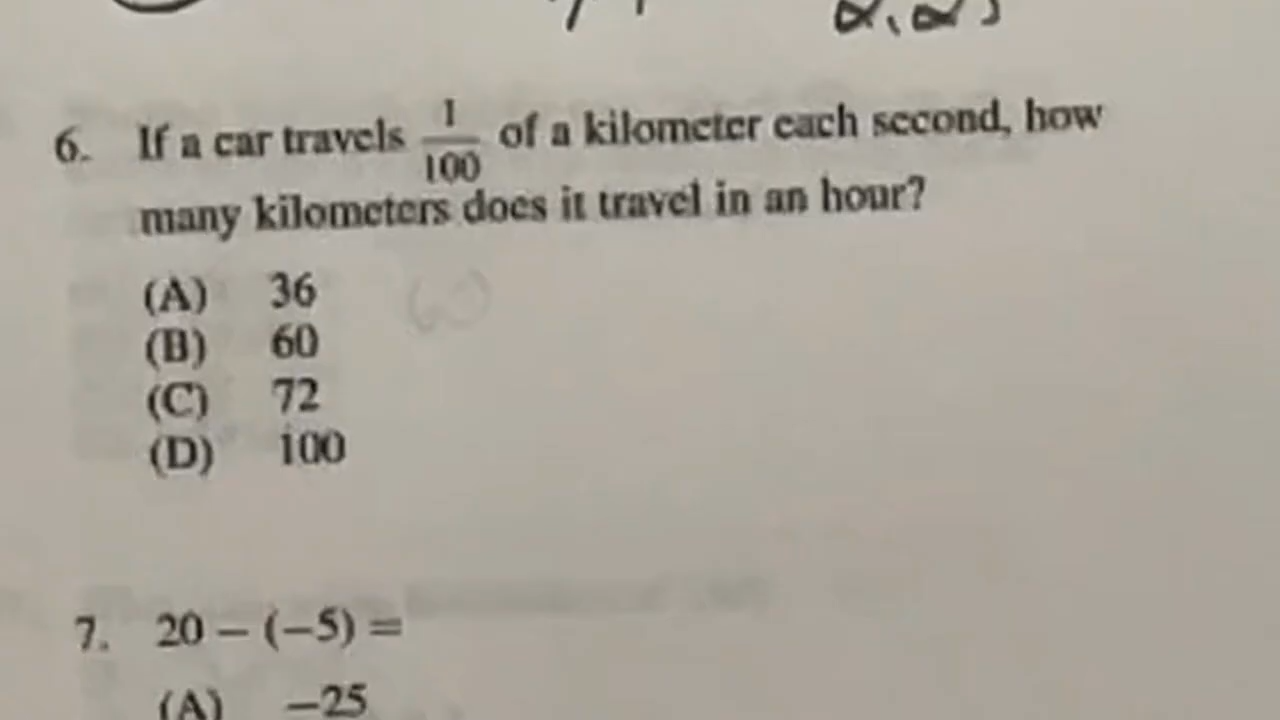 6. If a car travels 1/100 of a kilometer each second, how
many kilometers does it travel in an hour?
(A) 36
(B) 60
(C) 72
(D) 100
7. 20 – (–5) =
(A) –25